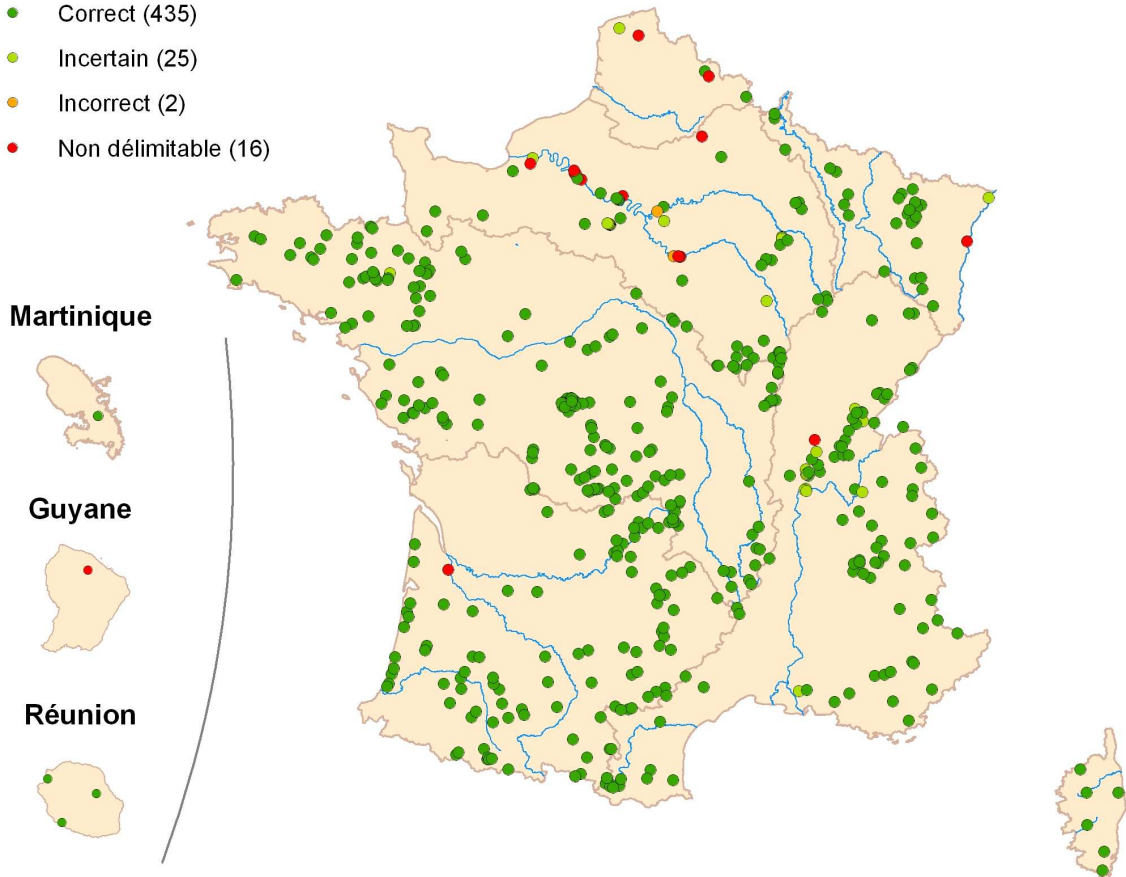 Correct (435)
Incertain (25)
Incorrect (2)
Non délimitable (16)
Martinique
Guyane
Réunion